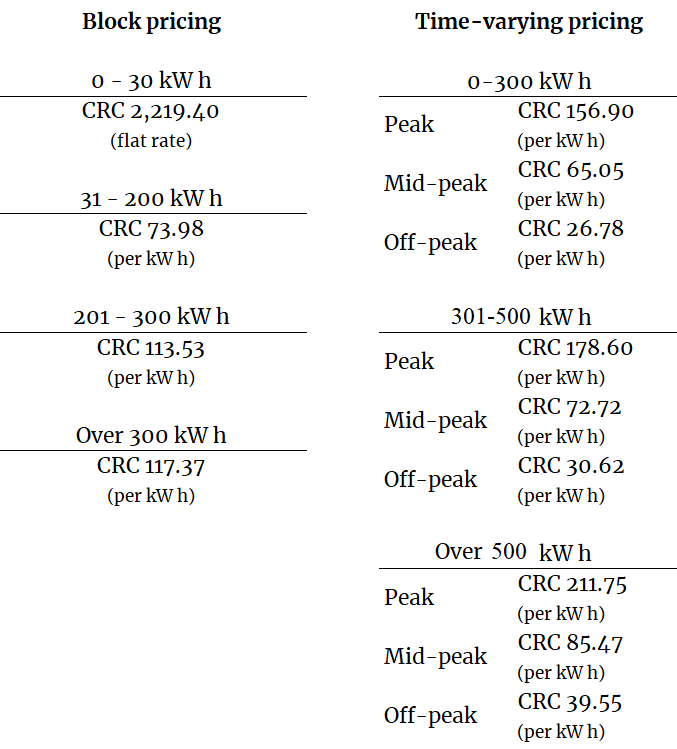 Block pricing
0 - 30 kW h
CRC 2,219.40
(flat rate)
31 - 200 kW h
CRC 73.98
(per kW h)
201 - 300 kW h
CRC 113.53
(per kW h)
Over 300 kW h
CRC 117.37
(per kW h)
Time-varying pricing
0-300 kW h
Peak
CRC 156.90
(per kW h)
Mid-peak
CRC 65.05
(per kW h)
Off-peak
CRC 26.78
(per kW h)
301-500 kW h
Peak
CRC 178.60
(per kW h)
Mid-peak
CRC 72.72
(per kW h)
Off-peak
CRC 30.62
(per kW h)
Over 500 kW h
Peak
CRC 211.75
(per kW h)
Mid-peak
CRC 85.47
(per kW h)
Off-peak
CRC 39.55
(per kW h)